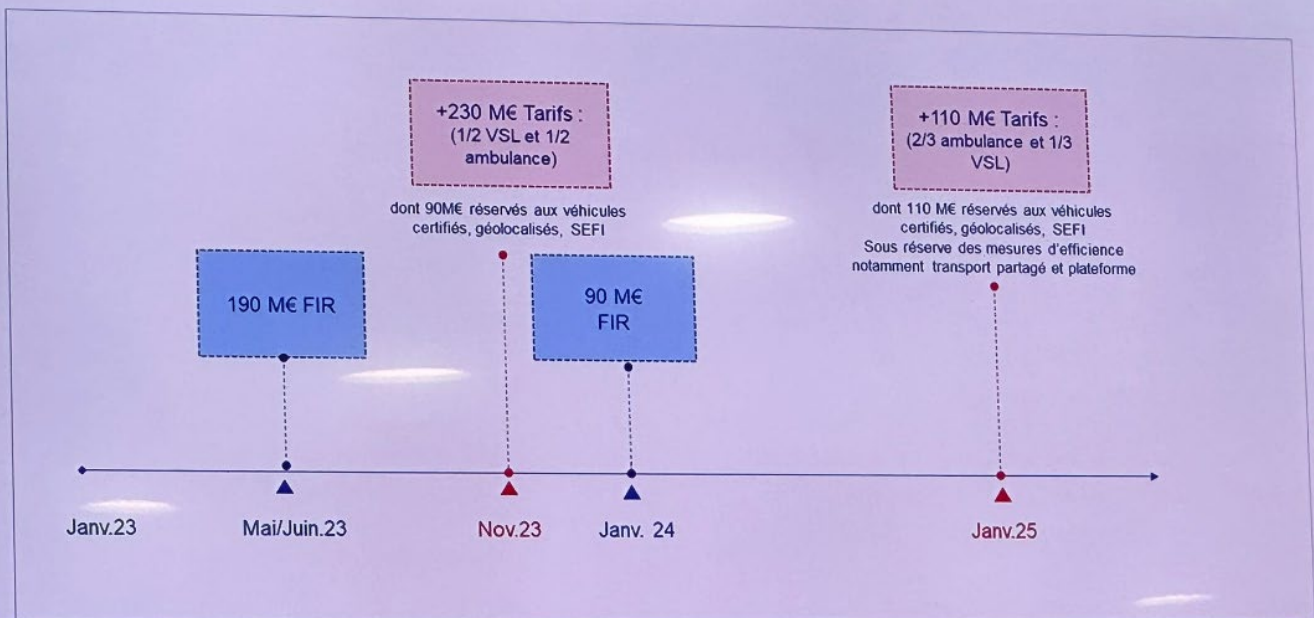 +230 M€ Tarifs :
(1/2 VSL et 1/2
ambulance)
dont 90M€ réservés aux véhicules
certifiés, géolocalisés, SEFI
+110 M€ Tarifs :
(2/3 ambulance et 1/3
VSL)
dont 110 M€ réservés aux véhicules
certifiés, géolocalisés, SEFI
Sous réserve des mesures d'efficience
notamment transport partagé et plateforme
190 M€ FIR
90 M€
FIR
Janv.23
Mai/Juin.23
Nov.23
Janv. 24
Janv.25